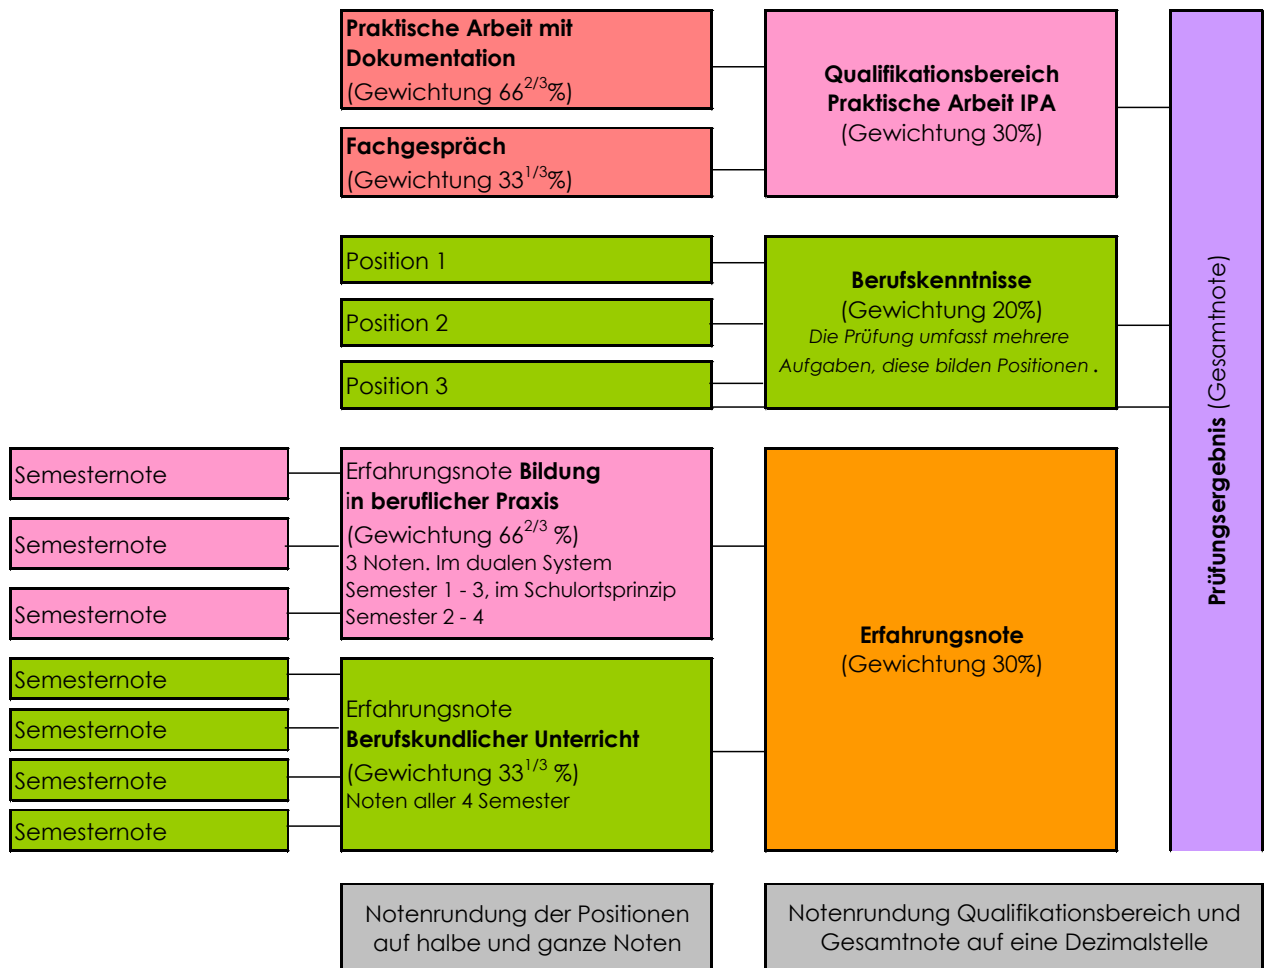 Praktische Arbeit mit
Dokumentation
(Gewichtung 66^2/3%)
Fachgespräch
(Gewichtung 33^1/3%)
Qualifikationsbereich
Praktische Arbeit IPA
(Gewichtung 30%)
Position 1
Position 2
Position 3
Berufskenntnisse
(Gewichtung 20%)
Die Prüfung umfasst mehrere
Aufgaben, diese bilden Positionen .
Prüfungsergebnis (Gesamtnote)
Semesternote
Semesternote
Semesternote
Erfahrungsnote Bildung
in beruflicher Praxis
(Gewichtung 66^2/3 %)
3 Noten. Im dualen System
Semester 1 - 3, im Schulortsprinzip
Semester 2 - 4
Semesternote
Semesternote
Semesternote
Semesternote
Erfahrungsnote
Berufskundlicher Unterricht
(Gewichtung 33^1/3 %)
Noten aller 4 Semester
Erfahrungsnote
(Gewichtung 30%)
Notenrundung der Positionen
auf halbe und ganze Noten
Notenrundung Qualifikationsbereich und
Gesamtnote auf eine Dezimalstelle